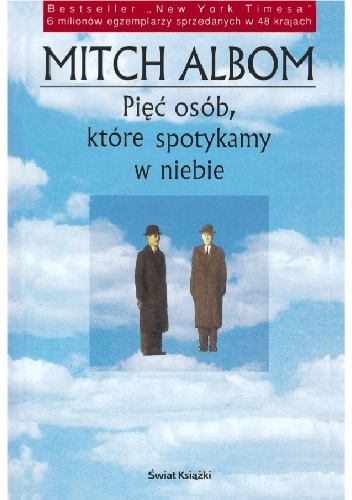 Bestseller „New York Timesa"
6 milionów egzemplarzy sprzedanych w 48 krajach
MITCH ALBOM
Pięć osób,
które spotykamy
w niebie
Świat Książki